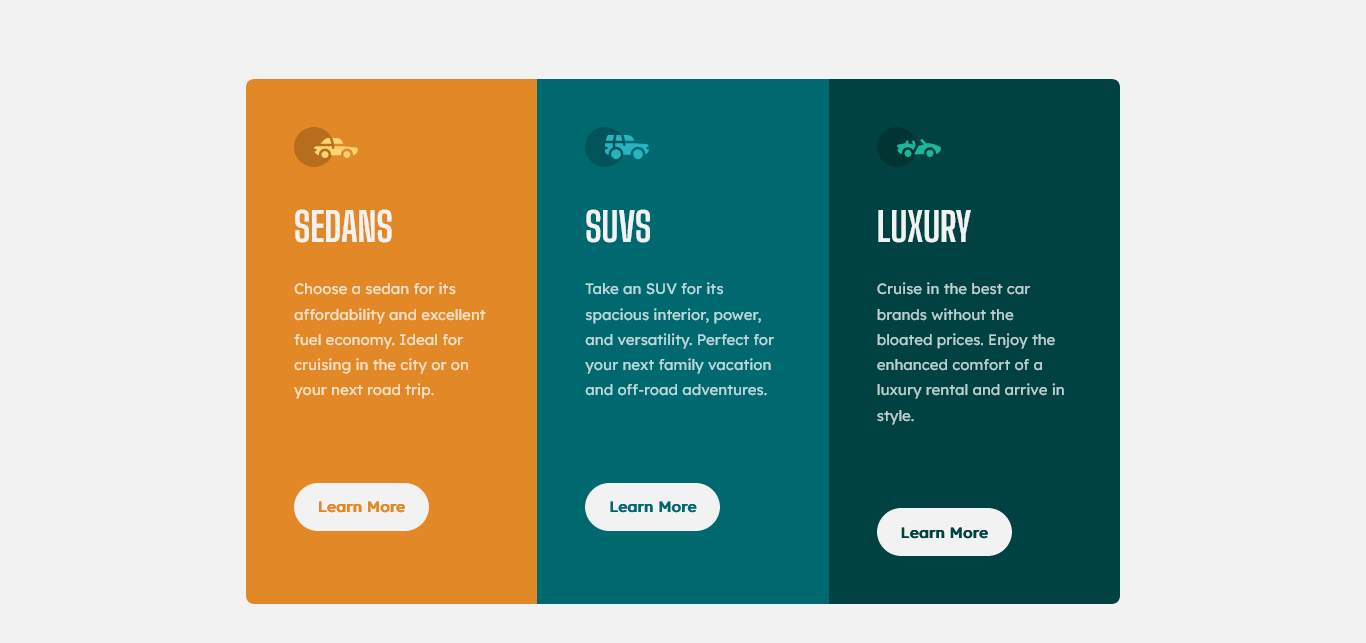 SEDANS
Choose a sedan for its
affordability and excellent
fuel economy. Ideal for
cruising in the city or on
your next road trip.
Learn More
SUVS
Take an SUV for its
spacious interior, power,
and versatility. Perfect for
your next family vacation
and off-road adventures.
Learn More
LUXURY
Cruise in the best car
brands without the
bloated prices. Enjoy the
enhanced comfort of a
luxury rental and arrive in
style.
Learn More